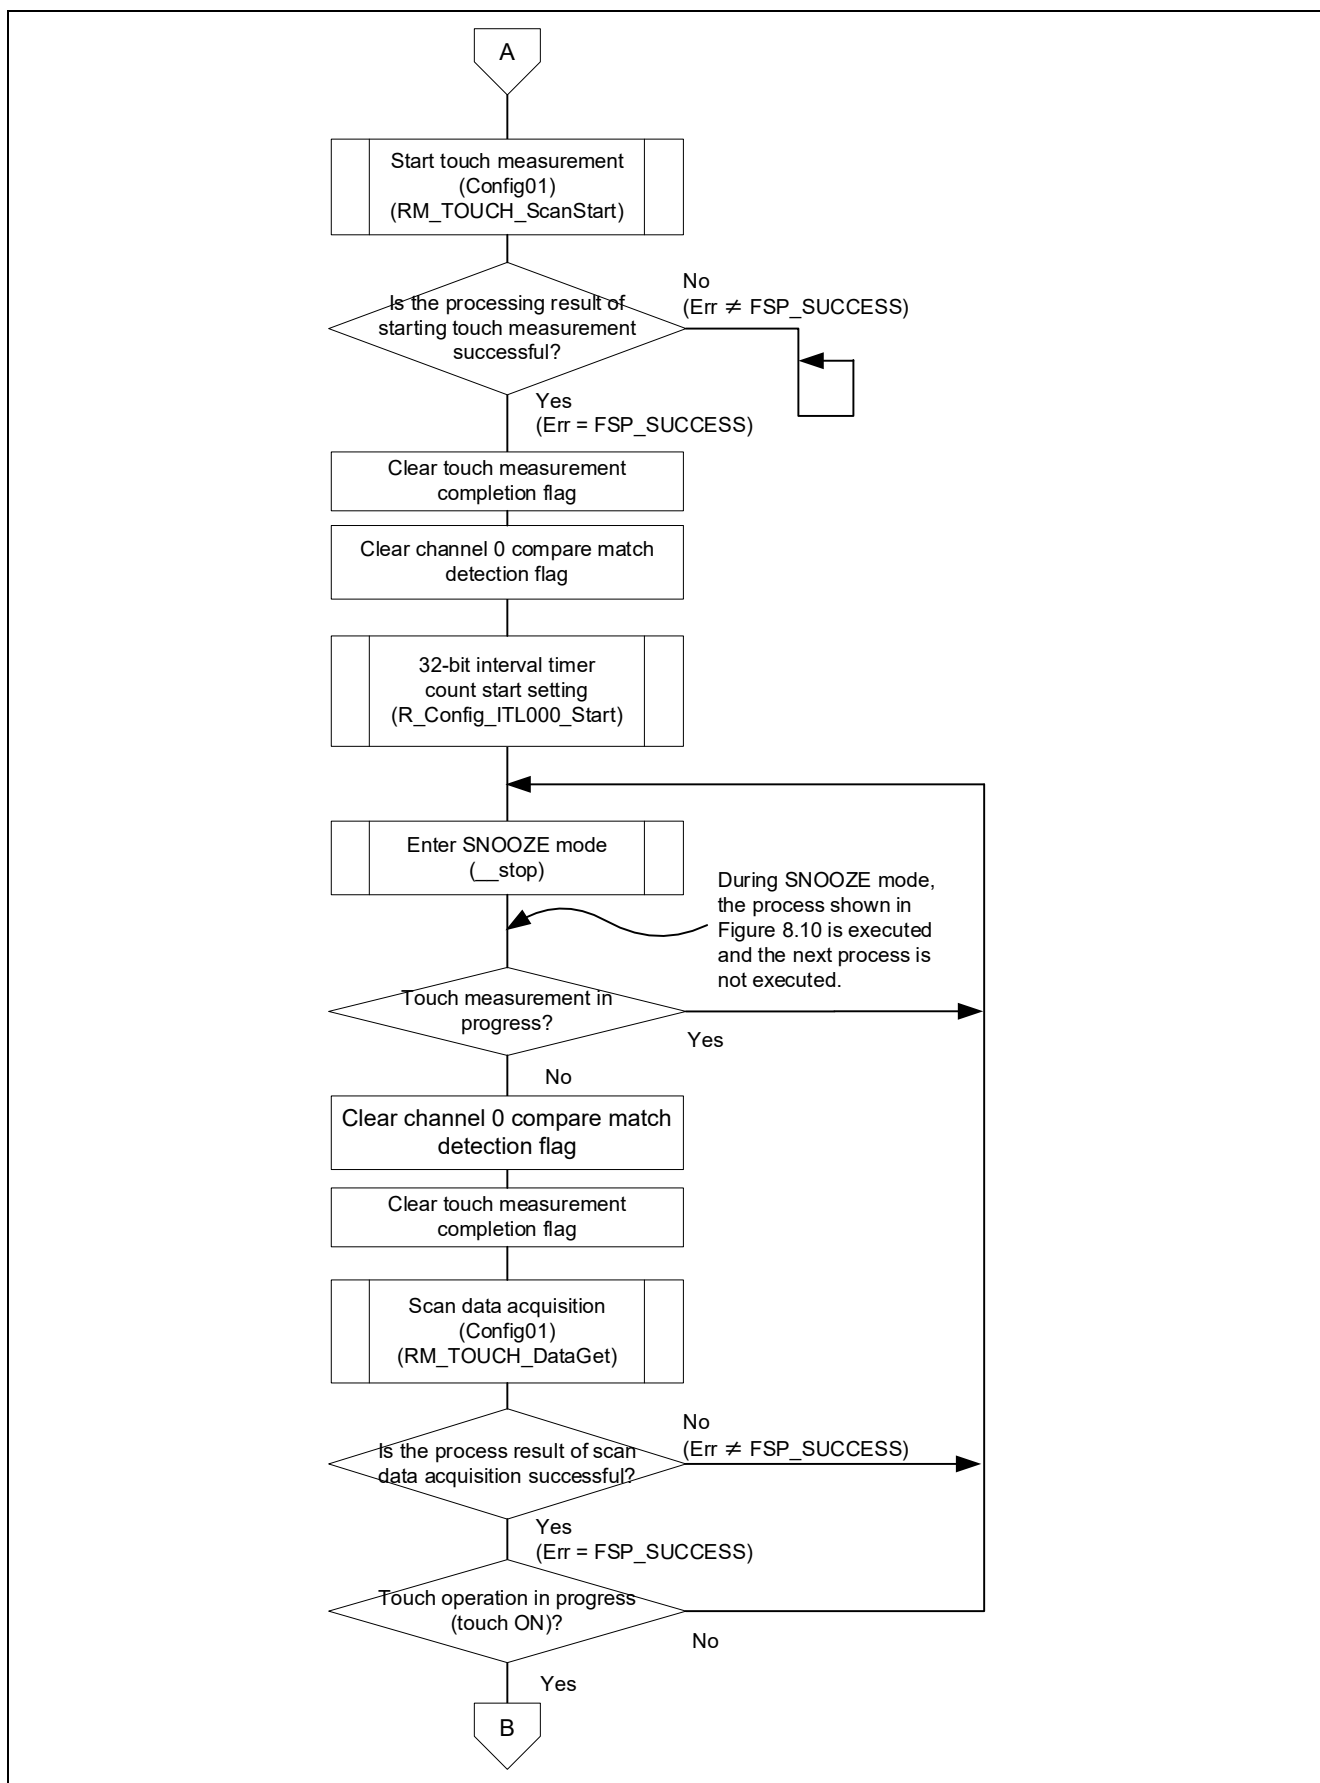 A
Start touch measurement
(Config01)
(RM_TOUCH_ScanStart)
Is the processing result of
starting touch measurement
successful?
No
(Err ≠ FSP_SUCCESS)
Yes
(Err = FSP_SUCCESS)
Clear touch measurement
completion flag
Clear channel 0 compare match
detection flag
32-bit interval timer
count start setting
(R_Config_ITL000_Start)
Enter SNOOZE mode
(__stop)
During SNOOZE mode,
the process shown in
Figure 8.10 is executed
and the next process is
not executed.
Touch measurement in
progress?
Yes
No
Clear channel 0 compare match
detection flag
Clear touch measurement
completion flag
Scan data acquisition
(Config01)
(RM_TOUCH_DataGet)
Is the process result of scan
data acquisition successful?
No
(Err ≠ FSP_SUCCESS)
Yes
(Err = FSP_SUCCESS)
Touch operation in progress
(touch ON)?
No
Yes
B